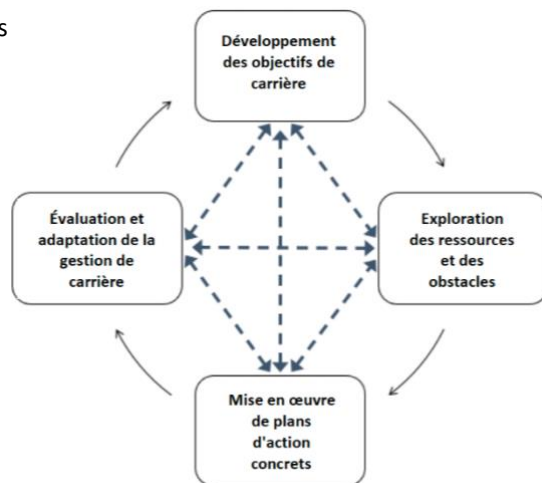 s
Développement
des objectifs de
carrière
Évaluation et
adaptation de la
gestion de
carrière
Exploration
des ressources
et des
obstacles
Mise en œuvre
de plans
d'action
concrets